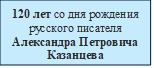 120 лет со дня рождения
русского писателя
Александра Петровича
Казанцева